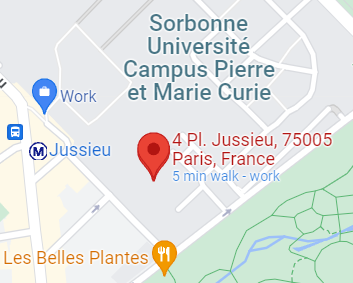 Sorbonne
Université
Campus Pierre
et Marie Curie
Work
4 Pl. Jussieu, 75005
Paris, France
5 min walk - work
M Jussieu
Les Belles Plantes